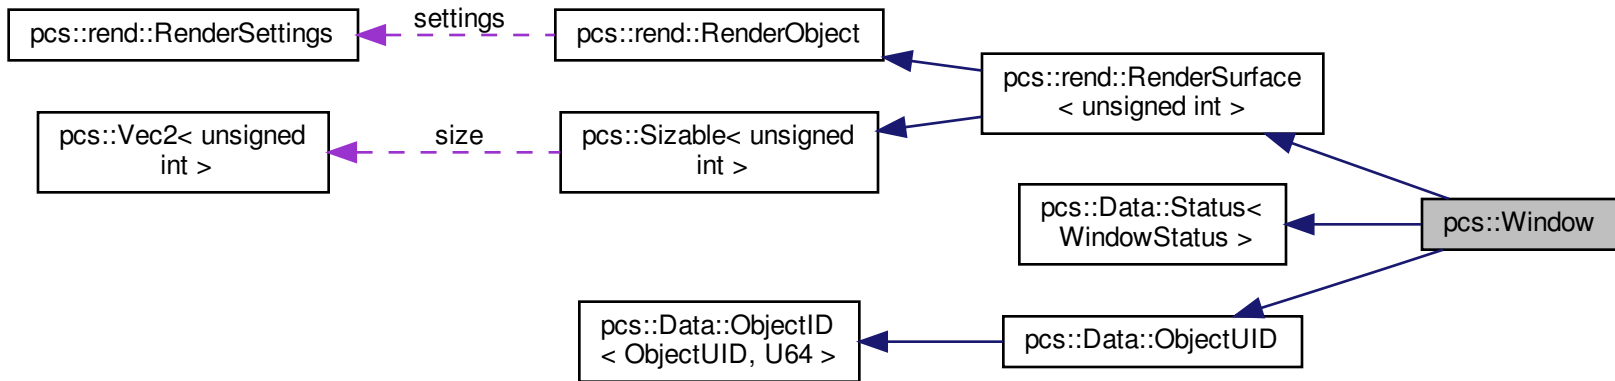 pcs::rend::RenderSettings
settings
pcs::rend::RenderObject
pcs::rend::RenderSurface
< unsigned int >
pcs::Vec2< unsigned
int >
size
pcs::Sizable< unsigned
int >
pcs::Data::Status<
WindowStatus >
pcs::Window
pcs::Data::ObjectID
< ObjectUID, U64 >
pcs::Data::ObjectUID